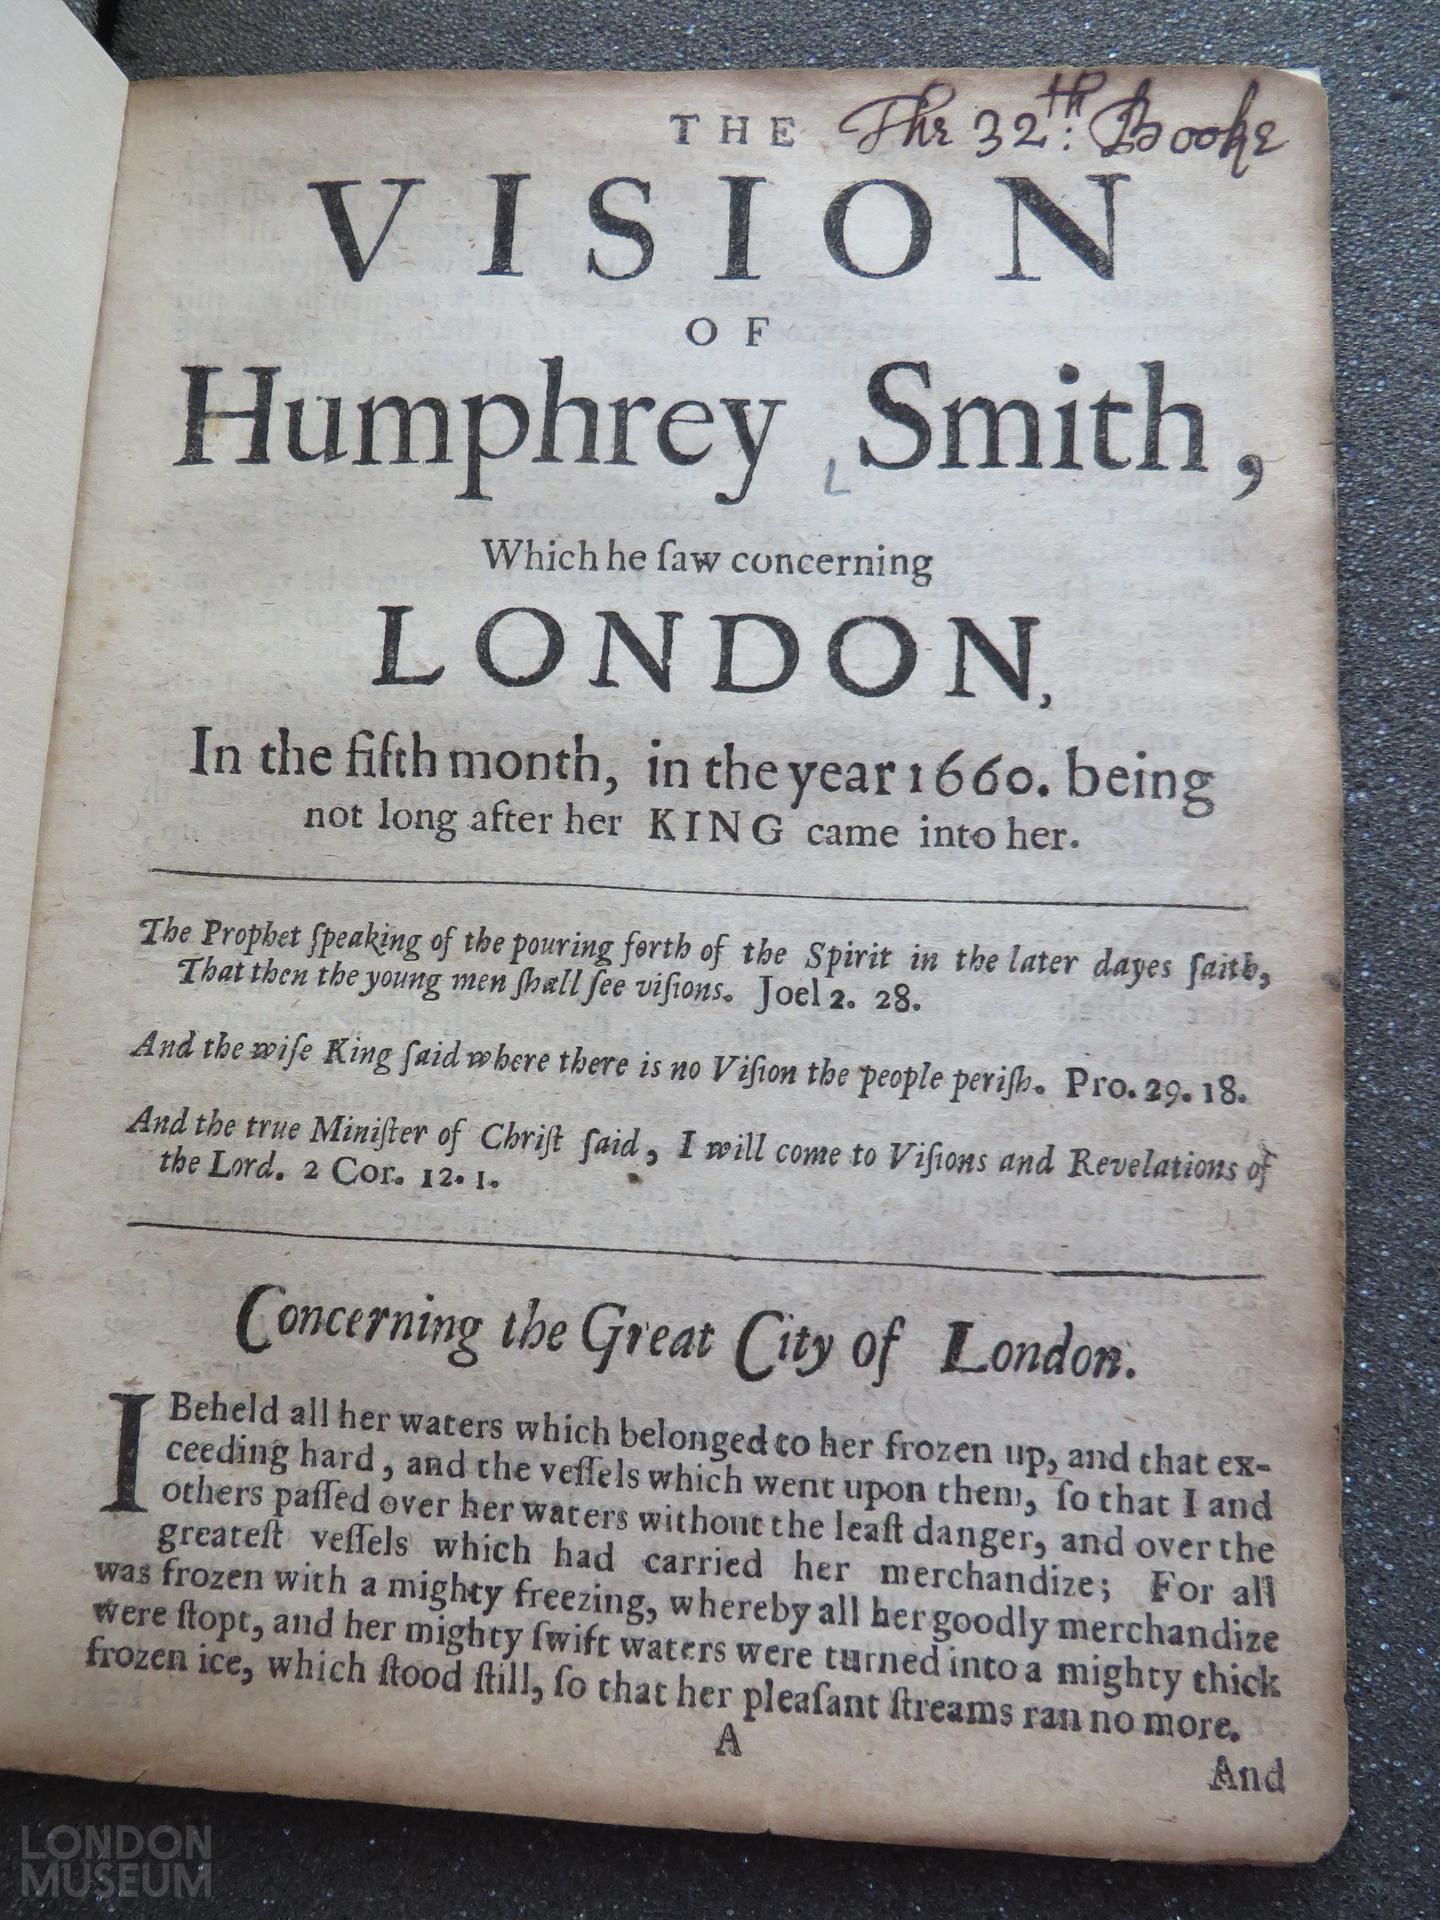 THE The 32th: Booke
VISION
OF
Humphrey Smith,
L
Which he ſaw concerning
LONDON,
In the fifth month, in the year 1660. being
not long after her KING came into her.
The Prophet ſpeaking of the pouring forth of the Spirit in the later dayes ſaith,
That then the young men ſhall ſee viſions. Joel 2. 28.
And the wiſe King ſaid where there is no Viſion the people periſh. Pro. 29. 18.
And the true Miniſter of Chriſt ſaid, I will come to Viſions and Revelations of
the Lord. 2 Cor. 12. 1.
Concerning the Great City of London.
I Beheld all her waters which belonged to her frozen up, and that ex-
ceeding hard, and the veſſels which went upon them, ſo that I and
others paſſed over her waters without the leaſt danger, and over the
greateſt veſſels which had carried her merchandize; For all
was frozen with a mighty freezing, whereby all her goodly merchandize
were ſtopt, and her mighty ſwift waters were turned into a mighty thick
frozen ice, which ſtood ſtill, ſo that her pleaſant ſtreams ran no more.
A
And
LONDON
MUSEUM